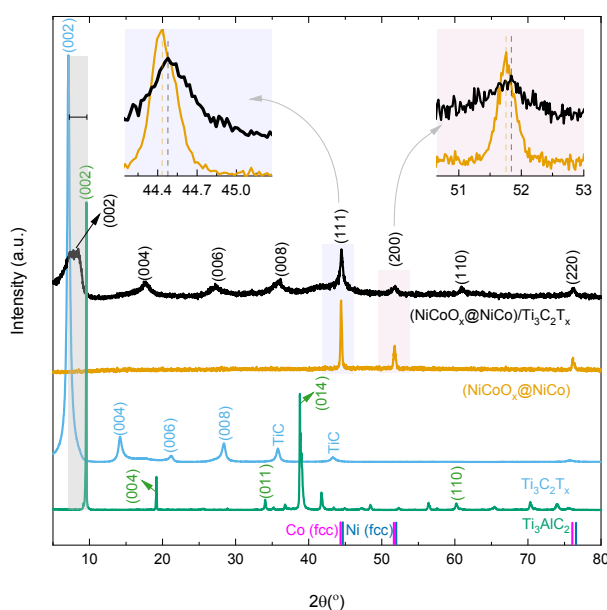 (002)
(002)
(002)
44.4 44.7 45.0
51 52 53
(004)
(006)
(008)
(111)
(200)
(110)
(220)
(NiCoOₓ@NiCo)/Ti₃C₂Tₓ
(NiCoOₓ@NiCo)
(004)
(006)
(008)
TiC
TiC
(014)
Ti₃C₂Tₓ
(004)
(011)
(110)
Ti₃AlC₂
Co (fcc) Ni (fcc)
10 20 30 40 50 60 70 80
2θ(°)
Intensity (a.u.)